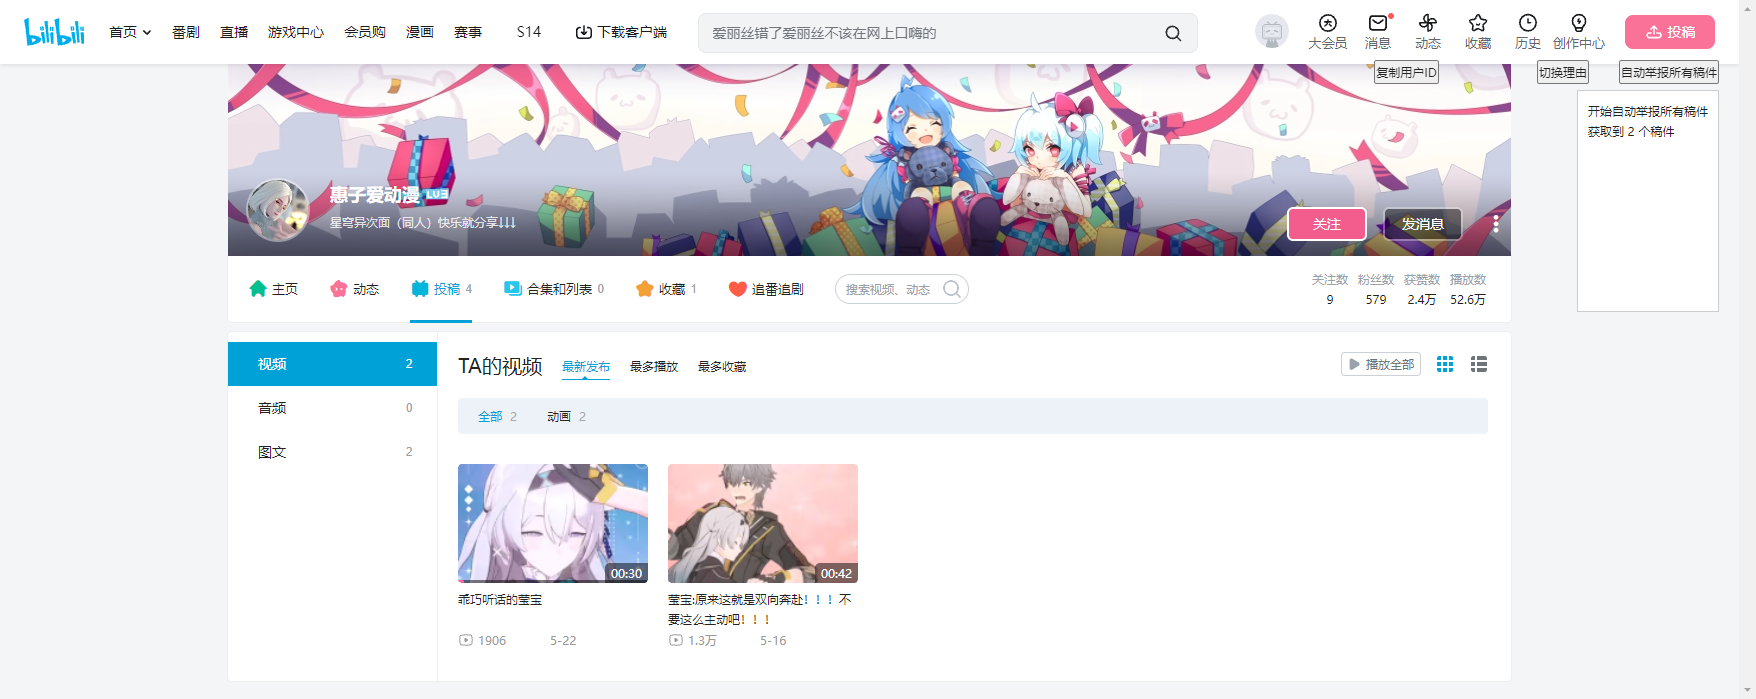 bilibili
首页
番剧
直播
游戏中心
会员购
漫画
赛事
S14
下载客户端
爱丽丝错了爱丽丝不该在网上口嗨的
大会员
消息
动态
收藏
历史
创作中心
投稿
复制用户ID
切换理由
自动举报所有稿件
开始自动举报所有稿件
获取到 2 个稿件
惠子爱动漫 LV3
星穹异次面（同人）快乐就分享↓↓↓
关注
发消息
主页
动态
投稿 4
合集和列表 0
收藏 1
追番追剧
搜索视频、动态
关注数 粉丝数 获赞数 播放数
9 579 2.4万 52.6万
视频 2
音频 0
图文 2
TA的视频
最新发布
最多播放
最多收藏
播放全部
全部 2
动画 2
00:30
乖巧听话的莹宝
1906 5-22
00:42
莹宝:原来这就是双向奔赴！！！不
要这么主动吧！！！
1.3万 5-16